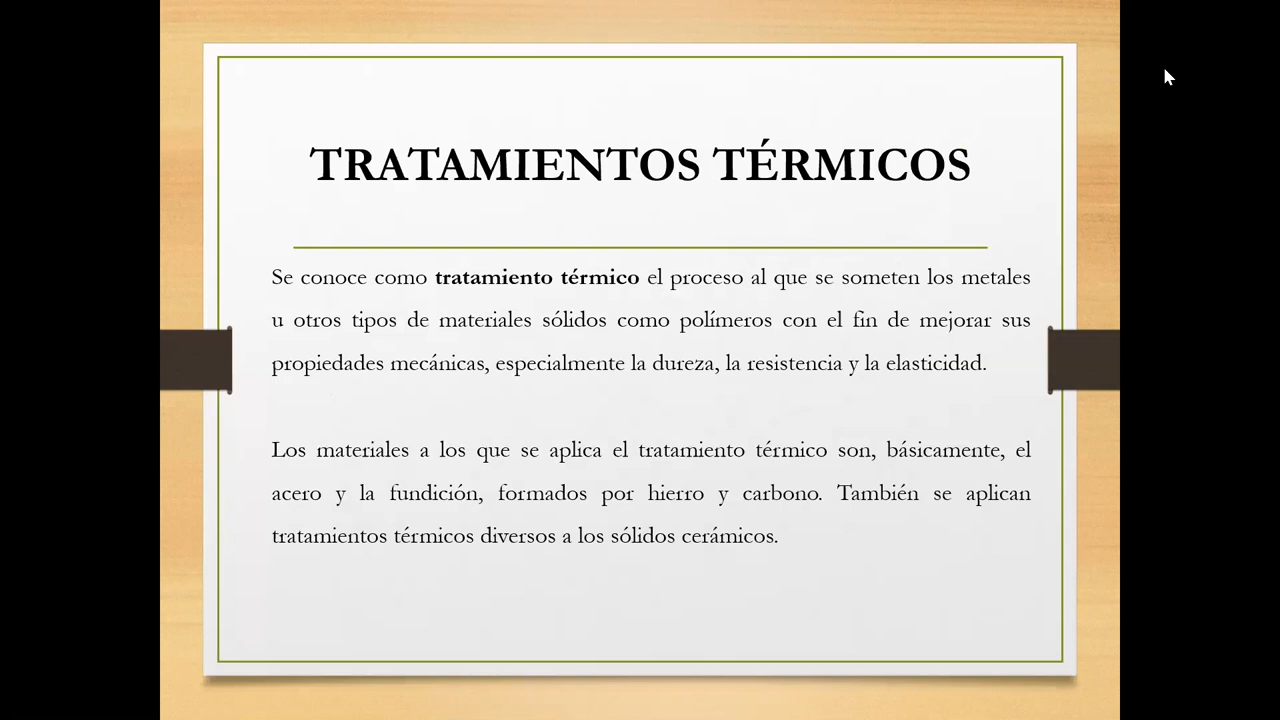 TRATAMIENTOS TÉRMICOS
Se conoce como tratamiento térmico el proceso al que se someten los metales
u otros tipos de materiales sólidos como polímeros con el fin de mejorar sus
propiedades mecánicas, especialmente la dureza, la resistencia y la elasticidad.
Los materiales a los que se aplica el tratamiento térmico son, básicamente, el
acero y la fundición, formados por hierro y carbono. También se aplican
tratamientos térmicos diversos a los sólidos cerámicos.